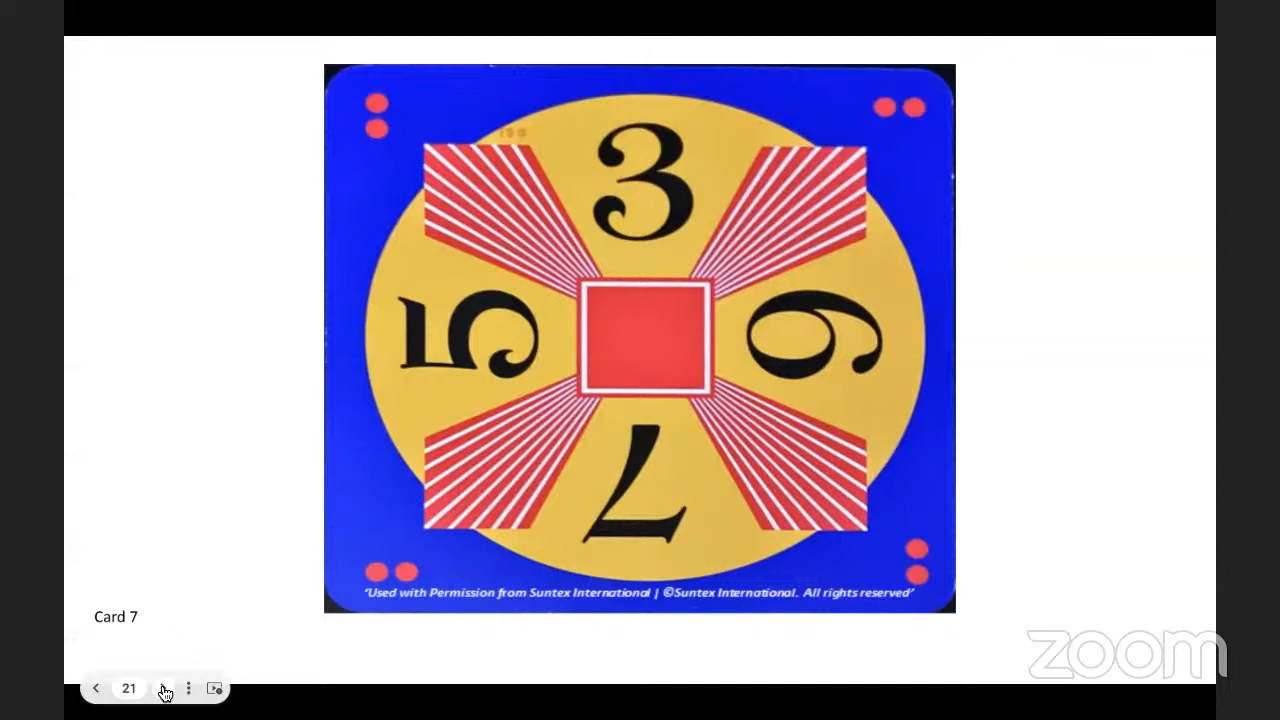 3
5
6
7
"Used with Permission from Suntex International | ©Suntex International. All rights reserved"
Card 7
zoom
21